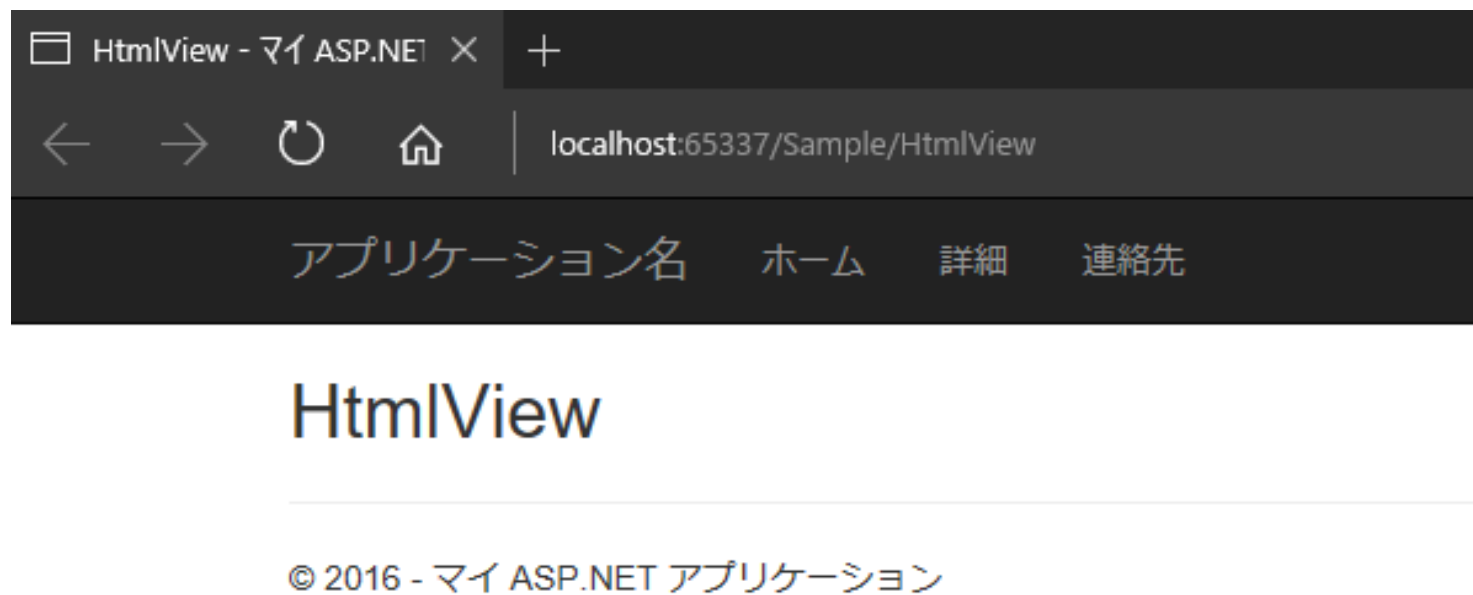 HtmlView - マイ ASP.NET
localhost:65337/Sample/HtmlView
アプリケーション名 ホーム 詳細 連絡先
HtmlView
© 2016 - マイ ASP.NET アプリケーション